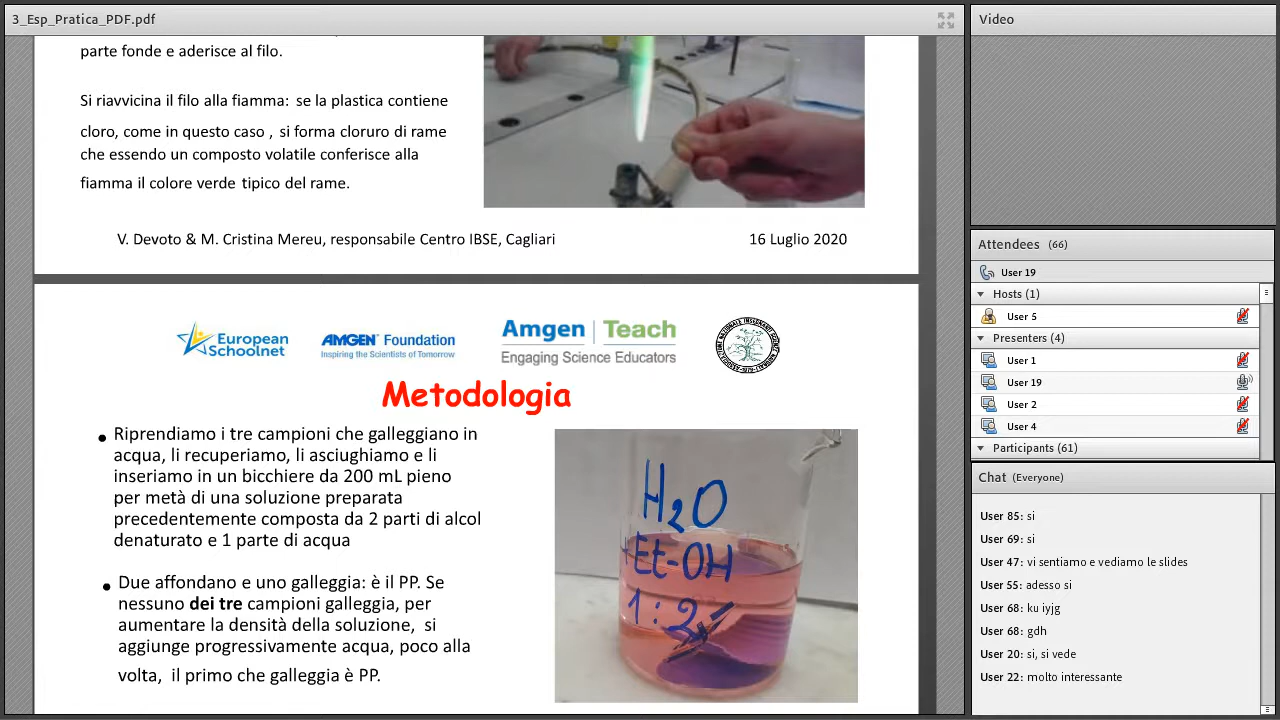 3_Esp_Pratica_PDF.pdf
parte fonde e aderisce al filo.
Si riavvicina il filo alla fiamma: se la plastica contiene
cloro, come in questo caso , si forma cloruro di rame
che essendo un composto volatile conferisce alla
fiamma il colore verde tipico del rame.
V. Devoto & M. Cristina Mereu, responsabile Centro IBSE, Cagliari
16 Luglio 2020
European
Schoolnet
AMGEN Foundation
Inspiring the Scientists of Tomorrow
Amgen Teach
Engaging Science Educators
Metodologia
• Riprendiamo i tre campioni che galleggiano in
acqua, li recuperiamo, li asciughiamo e li
inseriamo in un bicchiere da 200 mL pieno
per metà di una soluzione preparata
precedentemente composta da 2 parti di alcol
denaturato e 1 parte di acqua
• Due affondano e uno galleggia: è il PP. Se
nessuno dei tre campioni galleggia, per
aumentare la densità della soluzione, si
aggiunge progressivamente acqua, poco alla
volta, il primo che galleggia è PP.
H2O
+Et-OH
1:2
Video
Attendees (66)
User 19
Hosts (1)
User 5
Presenters (4)
User 1
User 19
User 2
User 4
Participants (61)
Chat (Everyone)
User 85: si
User 69: si
User 47: vi sentiamo e vediamo le slides
User 55: adesso si
User 68: ku iyjg
User 68: gdh
User 20: si, si vede
User 22: molto interessante